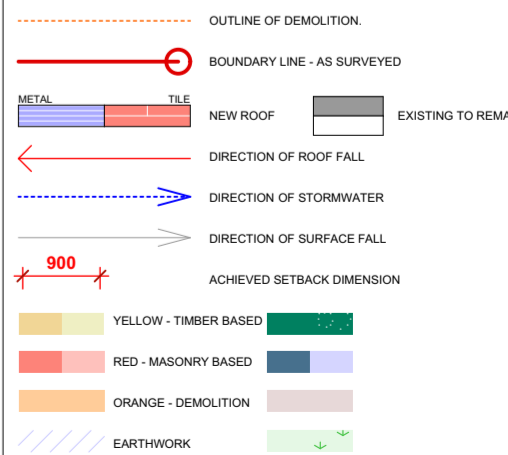 OUTLINE OF DEMOLITION.
BOUNDARY LINE - AS SURVEYED
METAL TILE
NEW ROOF EXISTING TO
DIRECTION OF ROOF FALL
DIRECTION OF STORMWATER
DIRECTION OF SURFACE FALL
900
ACHIEVED SETBACK DIMENSION
YELLOW - TIMBER BASED
RED - MASONRY BASED
ORANGE - DEMOLITION
EARTHWORK